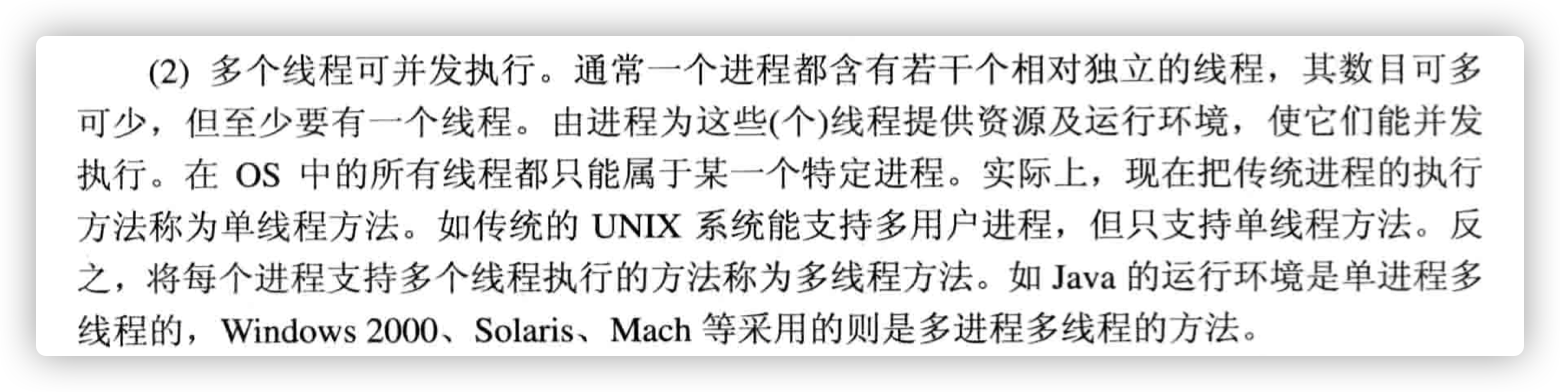 (2) 多个线程可并发执行。通常一个进程都含有若干个相对独立的线程，其数目可多
可少，但至少要有一个线程。由进程为这些(个)线程提供资源及运行环境，使它们能并发
执行。在 OS 中的所有线程都只能属于某一个特定进程。实际上，现在把传统进程的执行
方法称为单线程方法。如传统的 UNIX 系统能支持多用户进程，但只支持单线程方法。反
之，将每个进程支持多个线程执行的方法称为多线程方法。如 Java 的运行环境是单进程多
线程的，Windows 2000、Solaris、Mach 等采用的则是多进程多线程的方法。